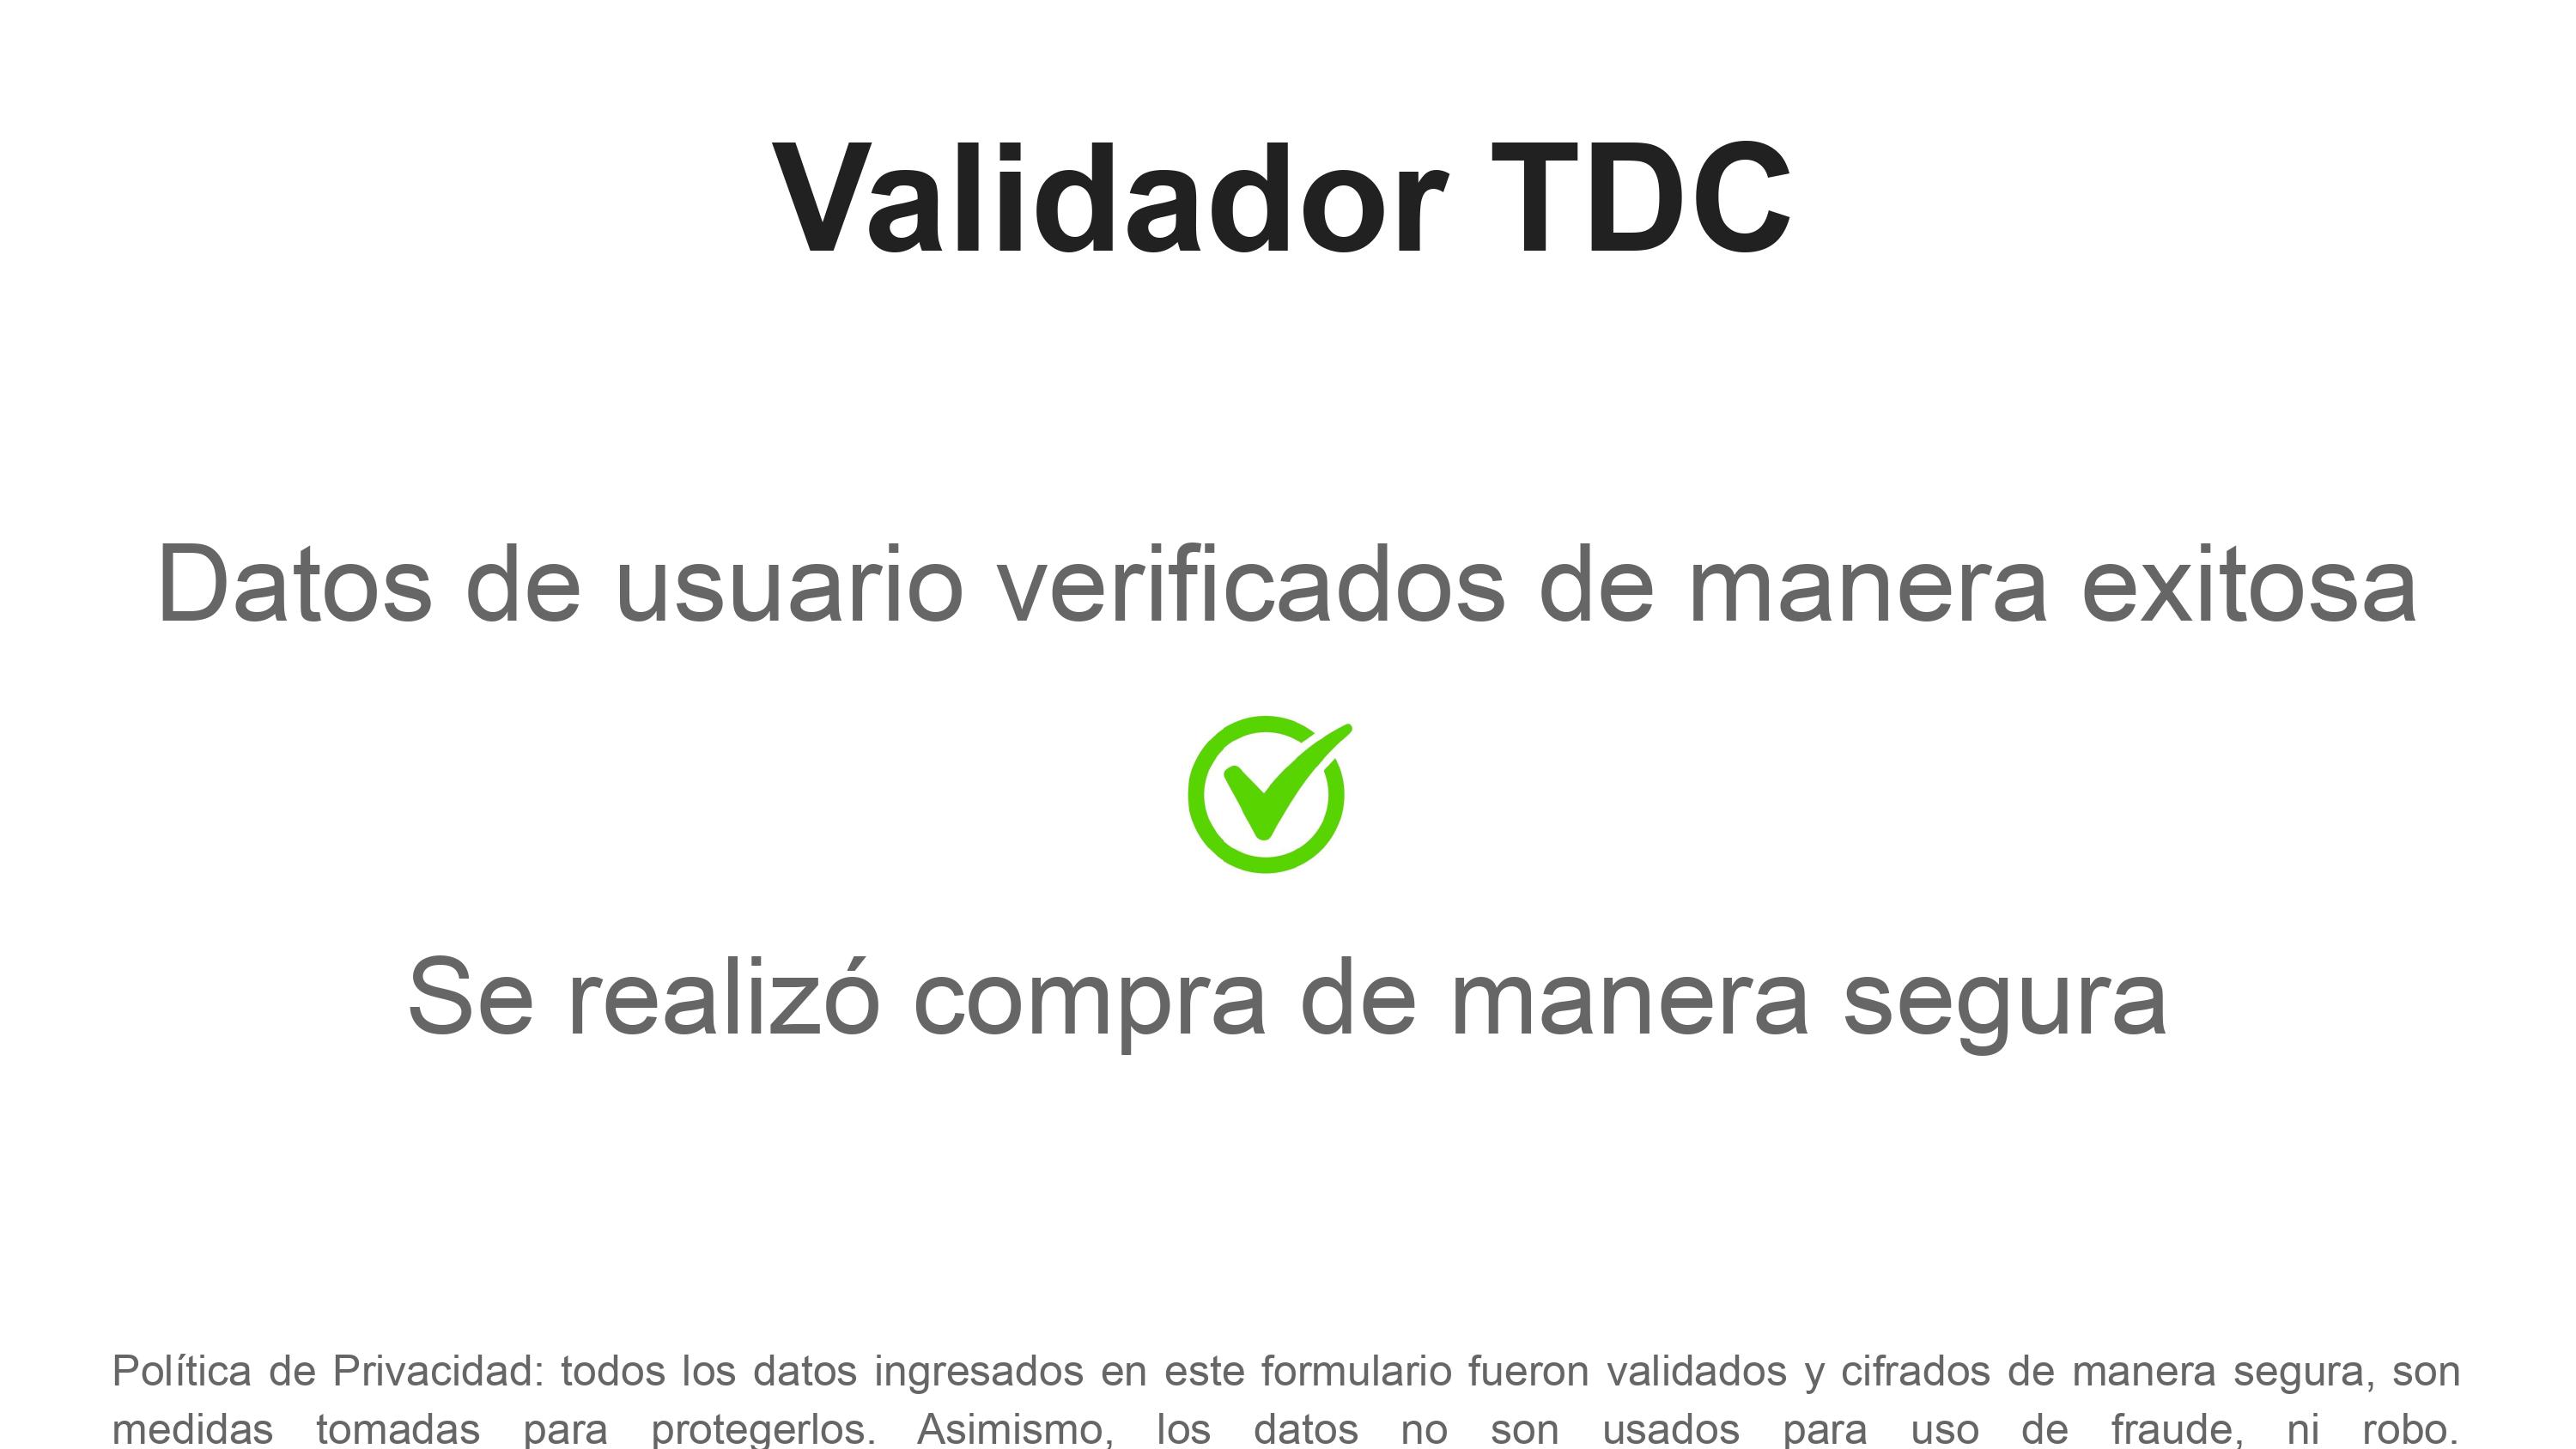 Validador TDC
Datos de usuario verificados de manera exitosa
Se realizó compra de manera segura
Política de Privacidad: todos los datos ingresados en este formulario fueron validados y cifrados de manera segura, son
medidas tomadas para protegerlos. Asimismo, los datos no son usados para uso de fraude, ni robo.